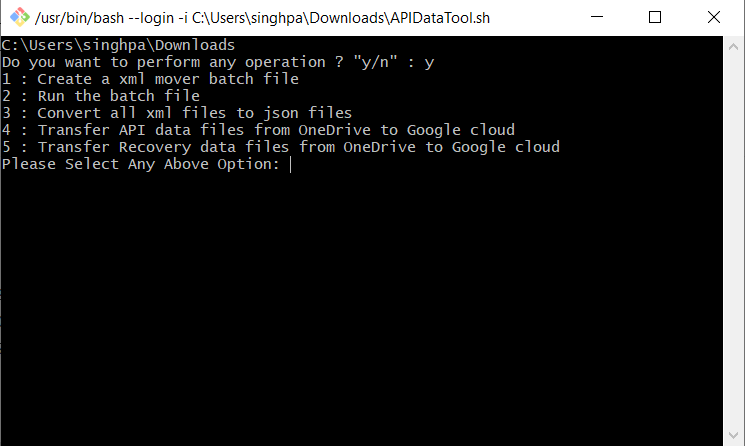 /usr/bin/bash --login -i C:\Users\singhpa\Downloads\APIDataTool.sh
C:\Users\singhpa\Downloads
Do you want to perform any operation ? "y/n" : y
1 : Create a xml mover batch file
2 : Run the batch file
3 : Convert all xml files to json files
4 : Transfer API data files from OneDrive to Google cloud
5 : Transfer Recovery data files from OneDrive to Google cloud
Please Select Any Above Option: